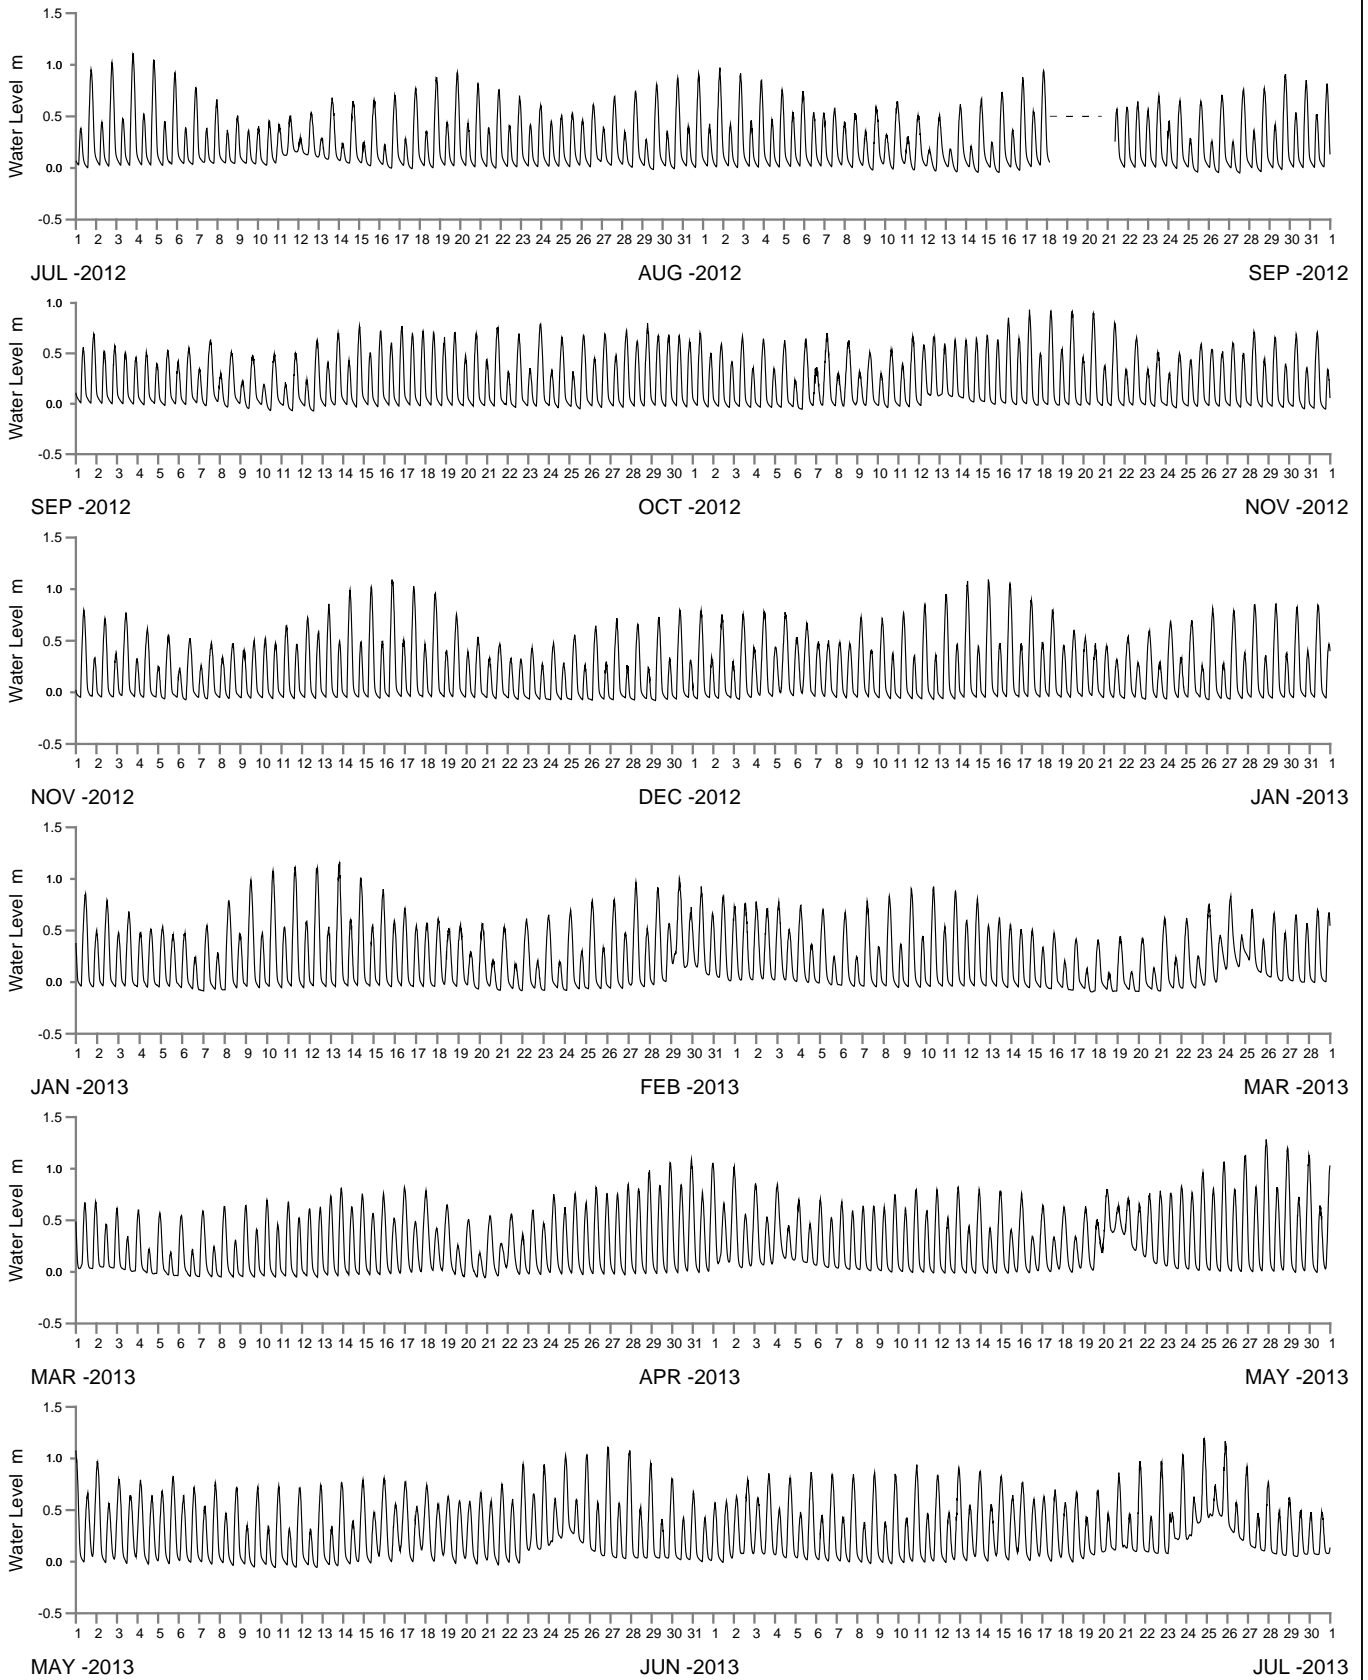 Water Level m
1.5
1.0
0.5
0.0
-0.5
1 2 3 4 5 6 7 8 9 10 11 12 13 14 15 16 17 18 19 20 21 22 23 24 25 26 27 28 29 30 31 1 2 3 4 5 6 7 8 9 10 11 12 13 14 15 16 17 18 19 20 21 22 23 24 25 26 27 28 29 30 31 1
JUL -2012 AUG -2012 SEP -2012
Water Level m
1.0
0.5
0.0
-0.5
1 2 3 4 5 6 7 8 9 10 11 12 13 14 15 16 17 18 19 20 21 22 23 24 25 26 27 28 29 30 1 2 3 4 5 6 7 8 9 10 11 12 13 14 15 16 17 18 19 20 21 22 23 24 25 26 27 28 29 30 31 1
SEP -2012 OCT -2012 NOV -2012
Water Level m
1.5
1.0
0.5
0.0
-0.5
1 2 3 4 5 6 7 8 9 10 11 12 13 14 15 16 17 18 19 20 21 22 23 24 25 26 27 28 29 30 1 2 3 4 5 6 7 8 9 10 11 12 13 14 15 16 17 18 19 20 21 22 23 24 25 26 27 28 29 30 31 1
NOV -2012 DEC -2012 JAN -2013
Water Level m
1.5
1.0
0.5
0.0
-0.5
1 2 3 4 5 6 7 8 9 10 11 12 13 14 15 16 17 18 19 20 21 22 23 24 25 26 27 28 29 30 31 1 2 3 4 5 6 7 8 9 10 11 12 13 14 15 16 17 18 19 20 21 22 23 24 25 26 27 28 1
JAN -2013 FEB -2013 MAR -2013
Water Level m
1.5
1.0
0.5
0.0
-0.5
1 2 3 4 5 6 7 8 9 10 11 12 13 14 15 16 17 18 19 20 21 22 23 24 25 26 27 28 29 30 31 1 2 3 4 5 6 7 8 9 10 11 12 13 14 15 16 17 18 19 20 21 22 23 24 25 26 27 28 29 30 1
MAR -2013 APR -2013 MAY -2013
Water Level m
1.5
1.0
0.5
0.0
-0.5
1 2 3 4 5 6 7 8 9 10 11 12 13 14 15 16 17 18 19 20 21 22 23 24 25 26 27 28 29 30 31 1 2 3 4 5 6 7 8 9 10 11 12 13 14 15 16 17 18 19 20 21 22 23 24 25 26 27 28 29 30 1
MAY -2013 JUN -2013 JUL -2013